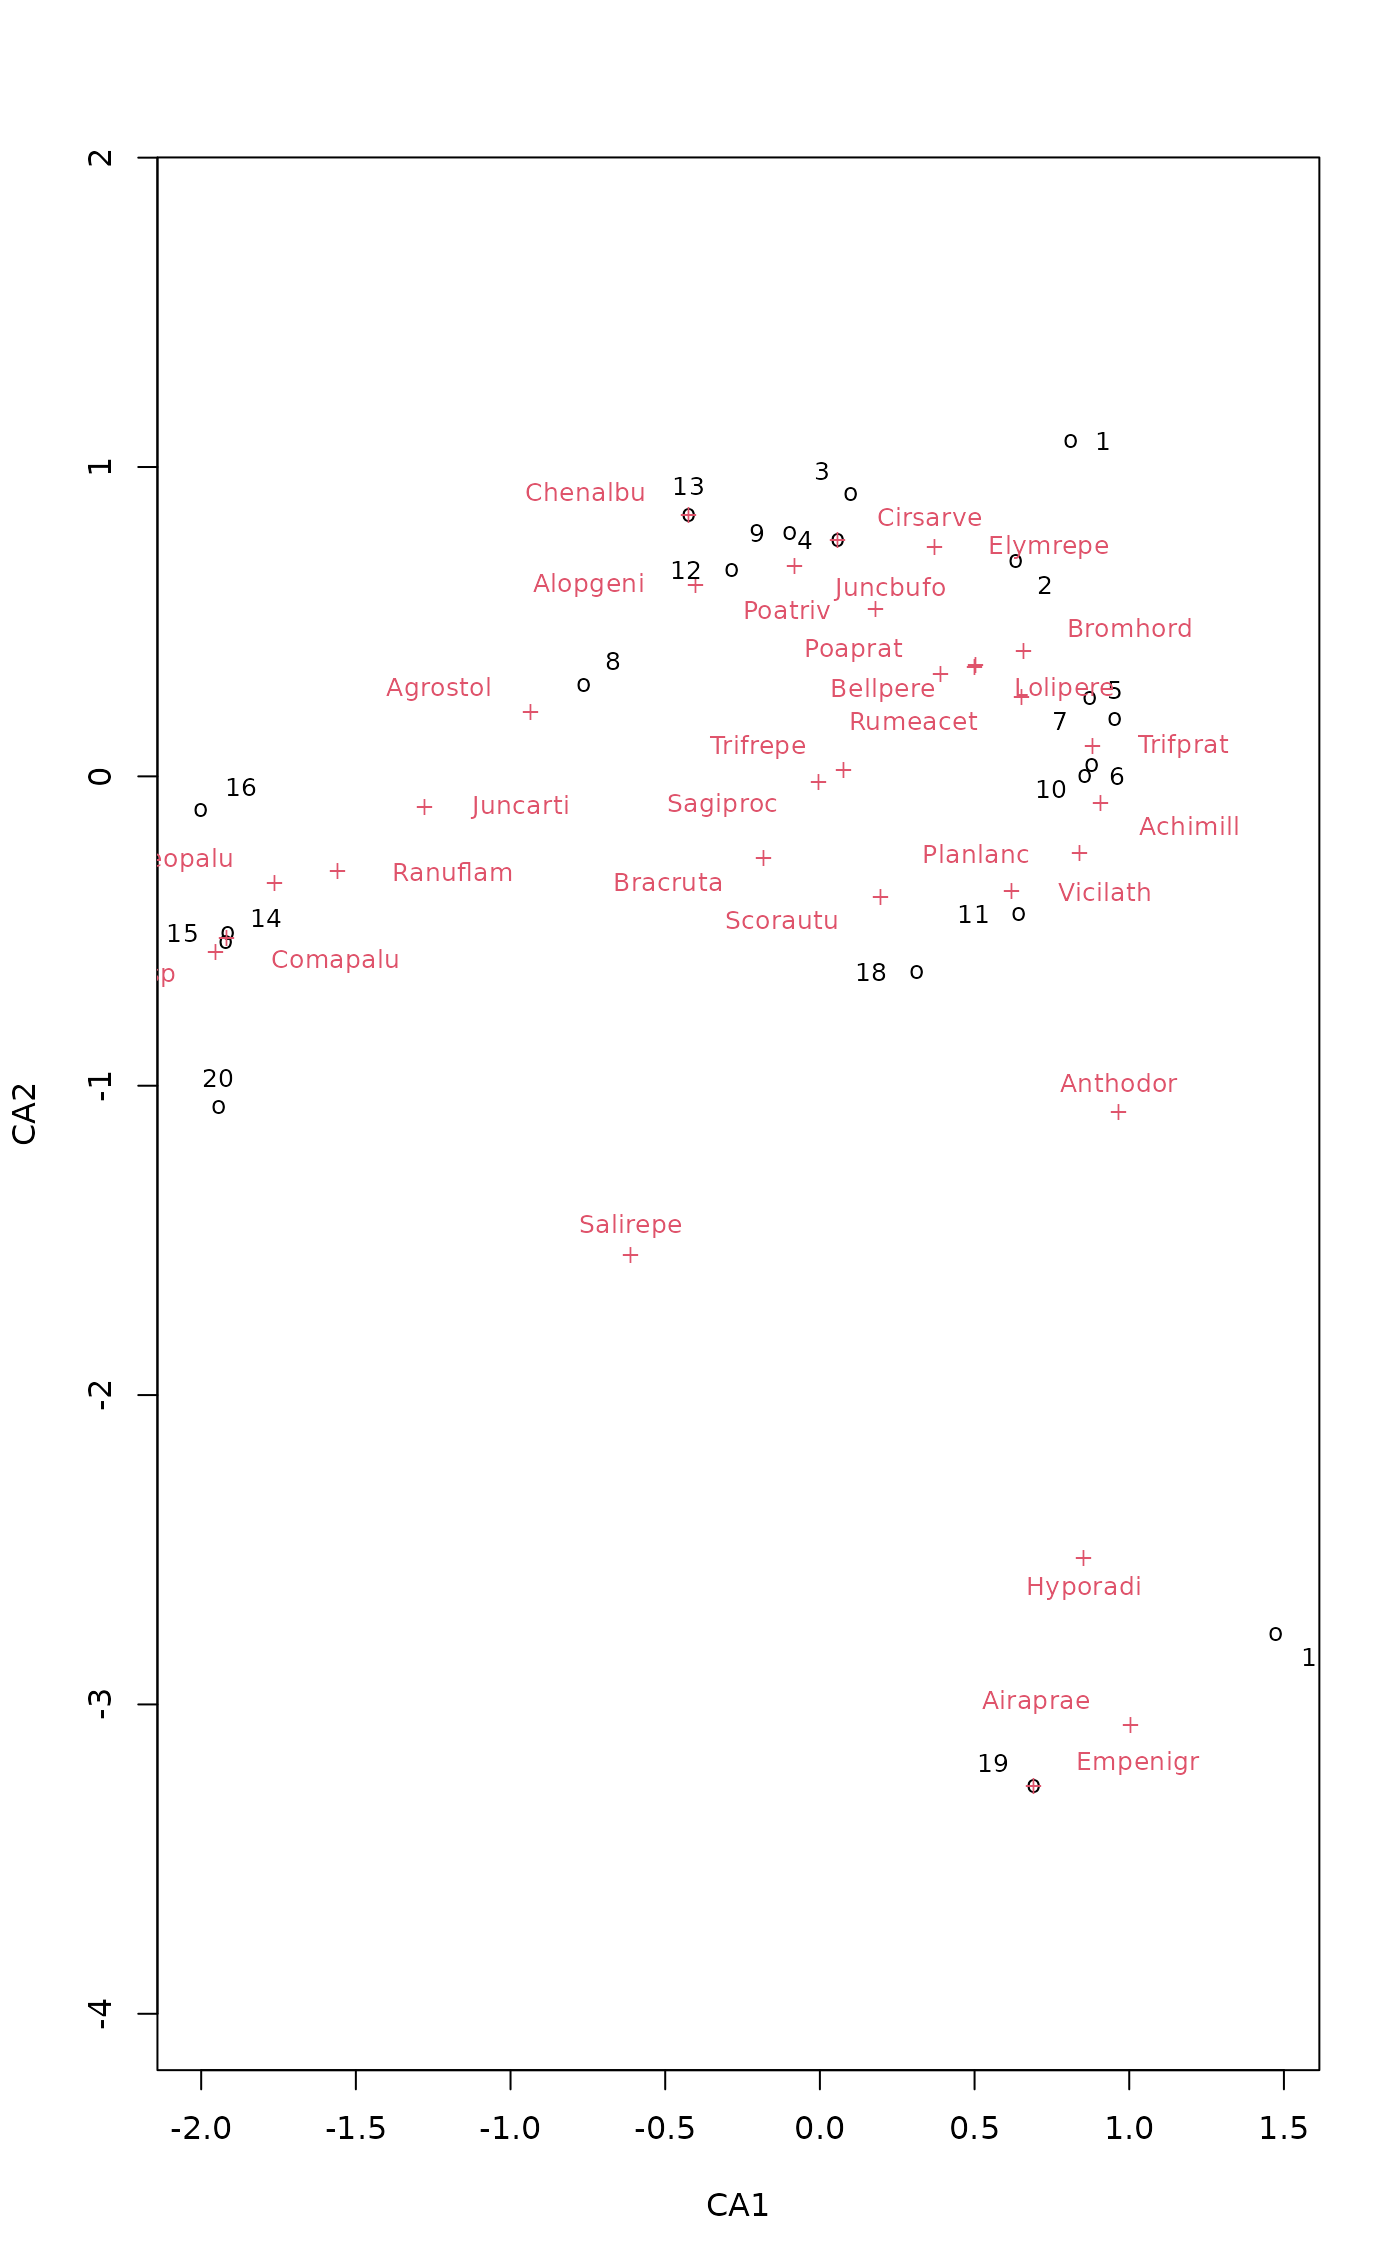 2
1 1
3
13
Chenalbu
Cirsarve
9 4
Elymrepe
12
Alopgeni
Juncbufo 2
Poatriv
Bromhord
Poaprat
8
Agrostol
Bellpere Lolipere 5
Rumeacet 7
Trifrepe Trifprat
0 6
16 10
Juncarti Sagiproc
Achimill
eopalu Planlanc
Ranuflam Bracruta Vicilath
14 Scorautu 11
15
Comapalu
p 18
-1 20 Anthodor
CA2
Salirepe
-2
Hyporadi
1
-3 Airaprae
19 Empenigr
-4
-2.0 -1.5 -1.0 -0.5 0.0 0.5 1.0 1.5
CA1